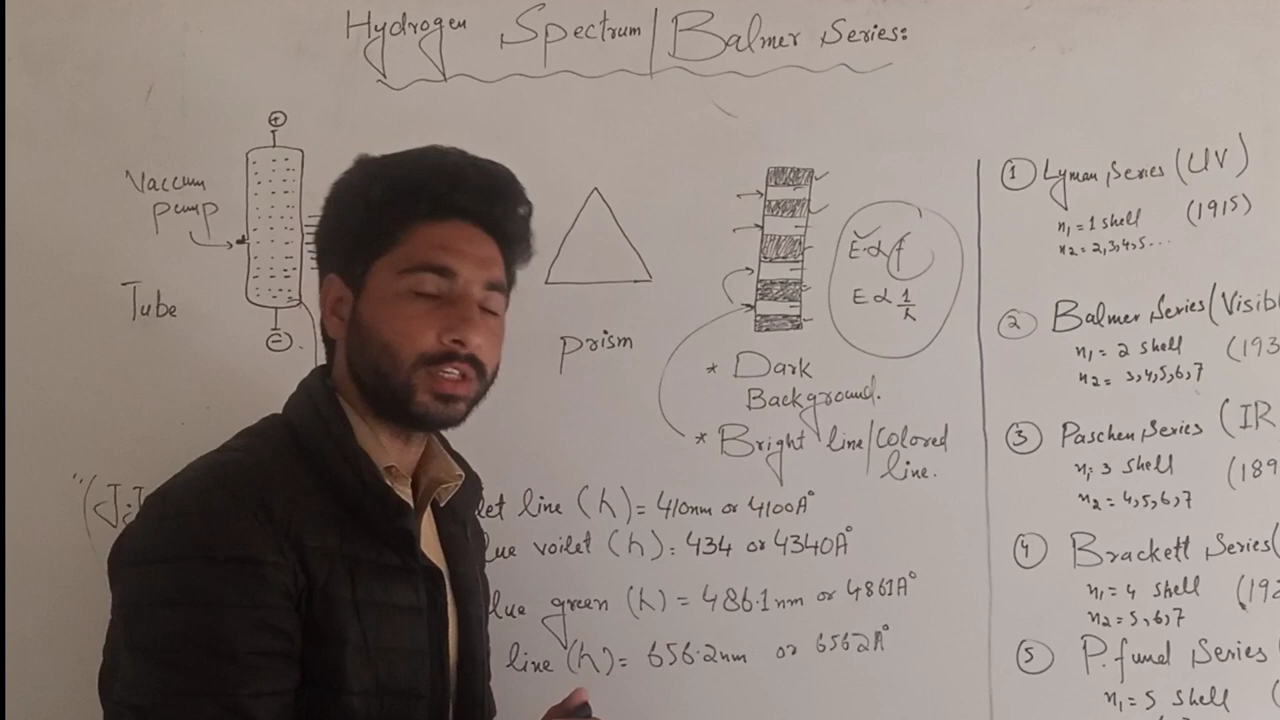 Hydrogen Spectrum/Balmer Series:
⊕
Vaccum
pump
Tube
⊖
prism
E ∝ f
E ∝ 1/λ
* Dark
Background.
* Bright line/Colored
line.
let line (λ) = 410nm or 4100A°
lue voilet (λ): 434 or 4340A°
lue green (λ) = 486.1nm or 4861A°
line (λ) = 656.2nm or 6562A°
① Lyman Series (UV)
n₁ = 1 shell (1915)
n₂ = 2,3,4,5...
② Balmer Series (Visib
n₁ = 2 shell (193
n₂ = 3,4,5,6,7
③ Paschen Series (IR
n₁ 3 shell (189
n₂ = 4,5,6,7
④ Brackett Series (
n₁ = 4 shell (192
n₂ = 5,6,7
⑤ P.fund Series
n₁ = 5 shell (